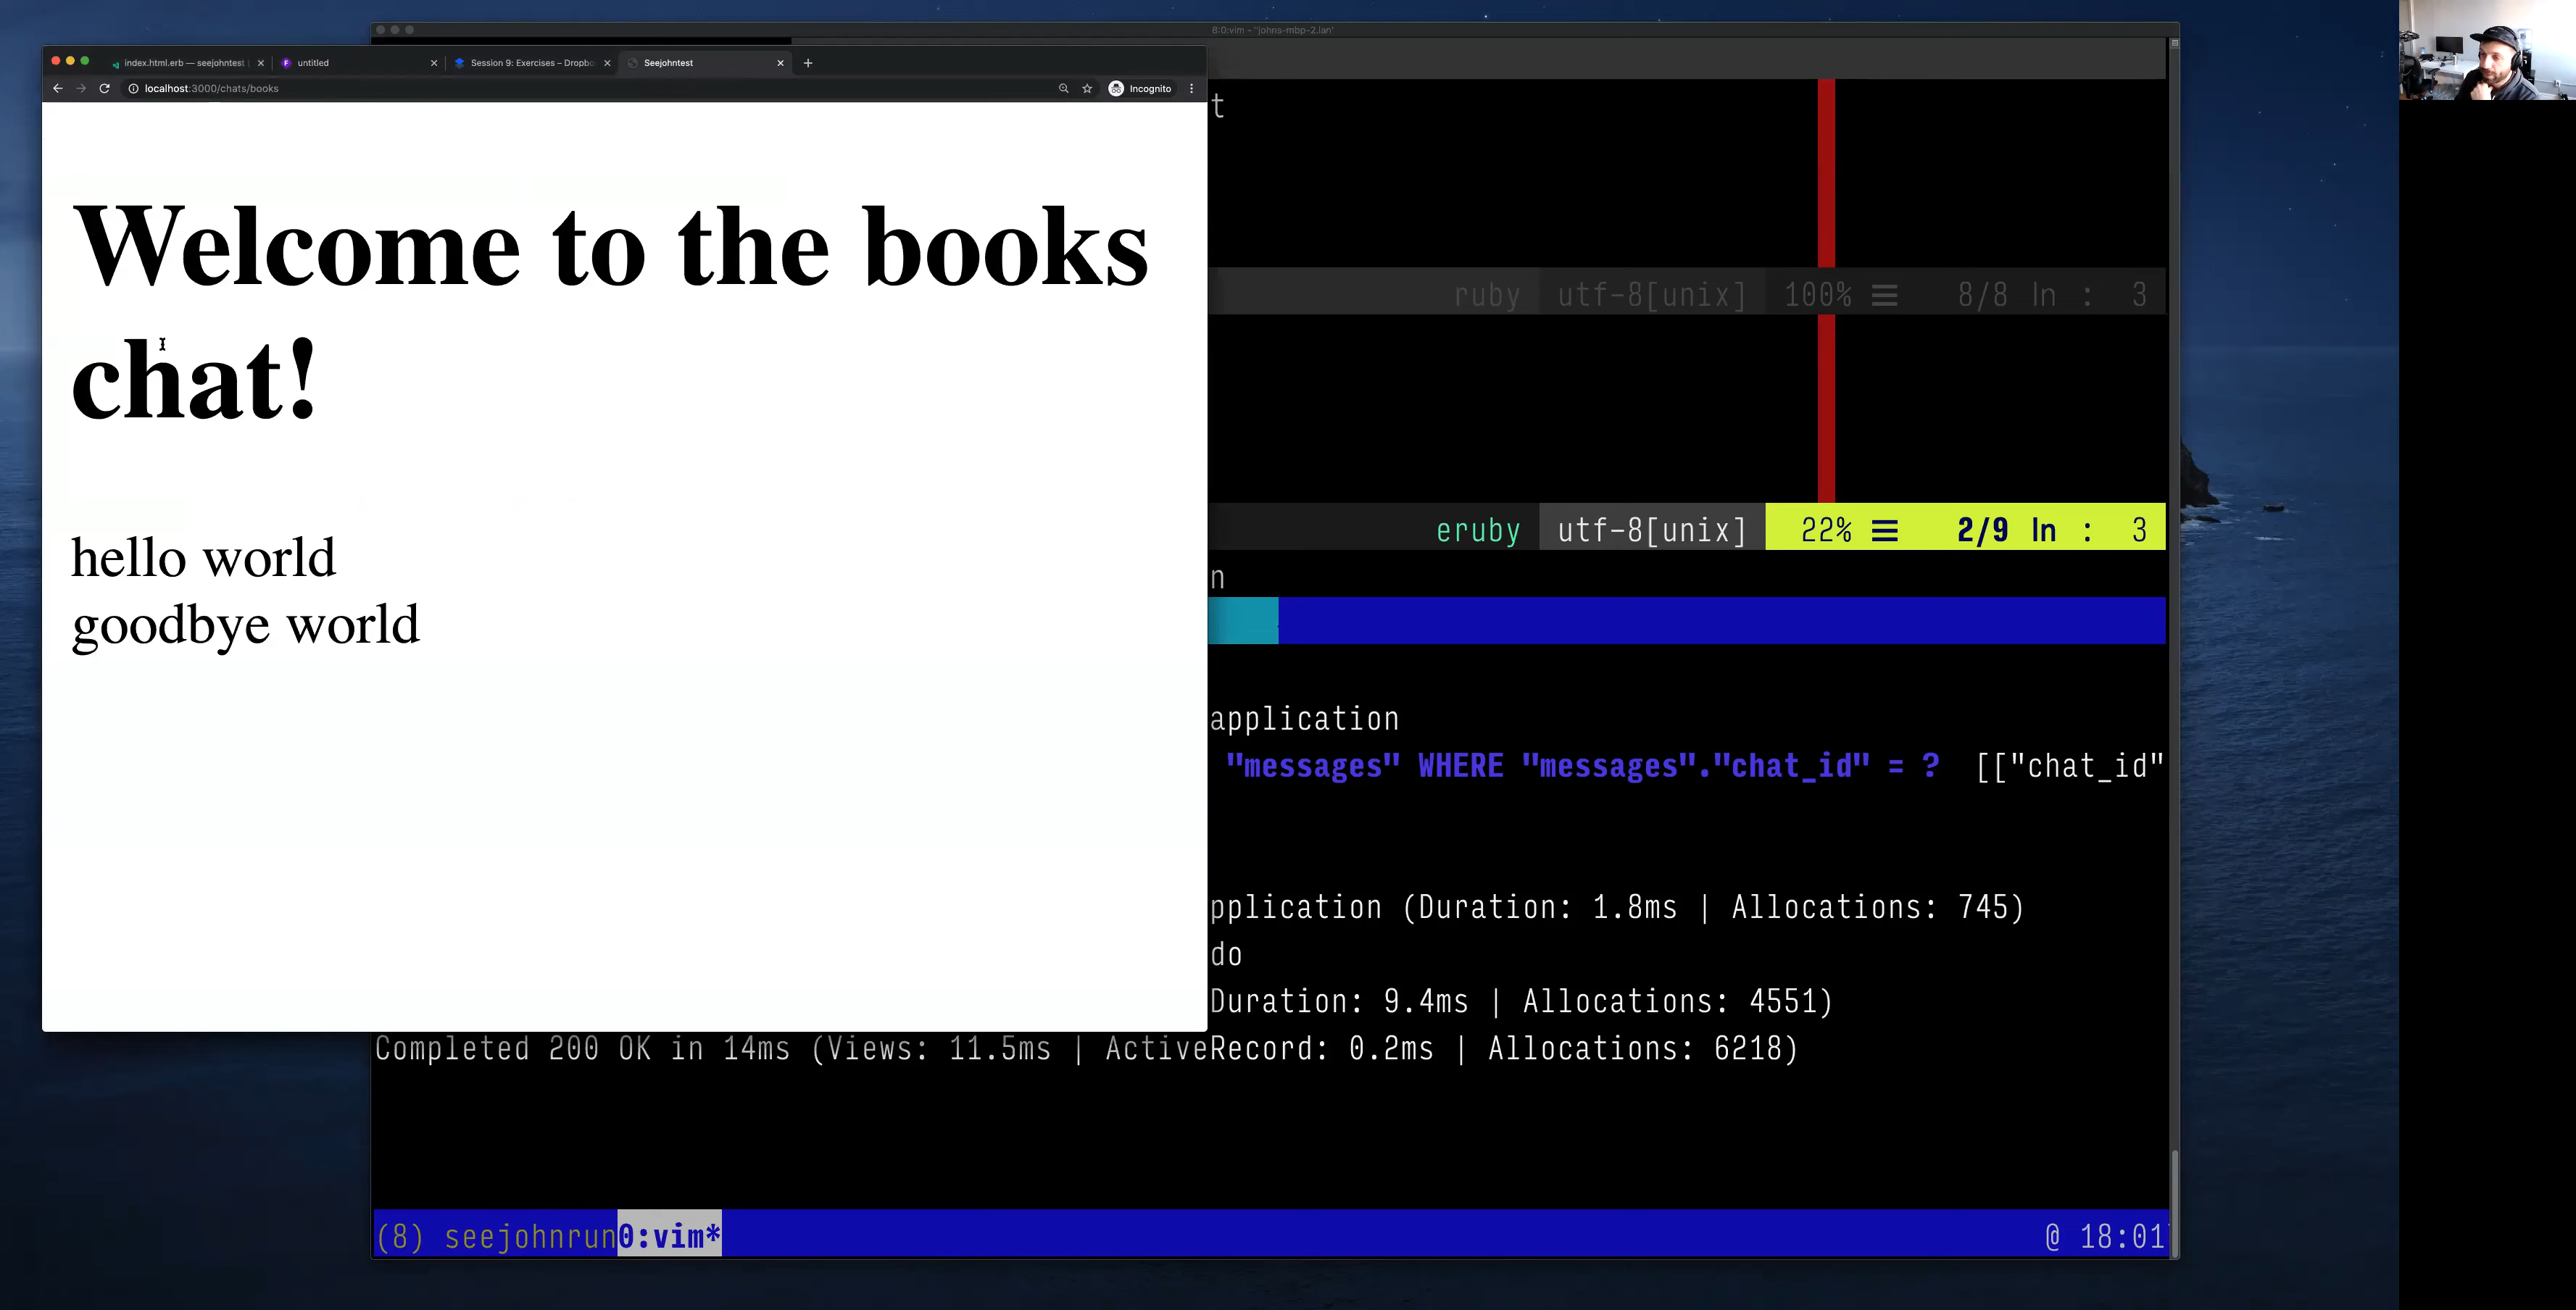 8:0:vim - "johns-mbp-2.lan"
index.html.erb — seejohntest
untitled
Session 9: Exercises – Dropbo
Seejohntest
localhost:3000/chats/books
Incognito
Welcome to the books
chat!
hello world
goodbye world
t
ruby utf-8[unix] 100% ☰ 8/8 ln : 3
eruby utf-8[unix] 22% ☰ 2/9 ln : 3
n
application
"messages" WHERE "messages"."chat_id" = ? [["chat_id"
pplication (Duration: 1.8ms | Allocations: 745)
do
Duration: 9.4ms | Allocations: 4551)
Completed 200 OK in 14ms (Views: 11.5ms | ActiveRecord: 0.2ms | Allocations: 6218)
(8) seejohnrun0:vim*
@ 18:01